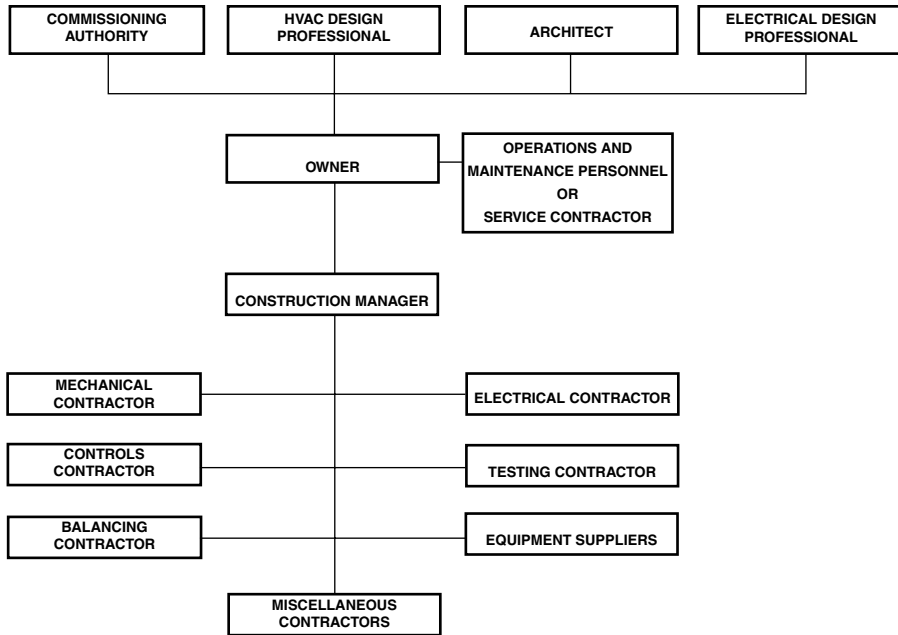 COMMISSIONING
AUTHORITY
HVAC DESIGN
PROFESSIONAL
ARCHITECT
ELECTRICAL DESIGN
PROFESSIONAL
OWNER
OPERATIONS AND
MAINTENANCE PERSONNEL
OR
SERVICE CONTRACTOR
CONSTRUCTION MANAGER
MECHANICAL
CONTRACTOR
ELECTRICAL CONTRACTOR
CONTROLS
CONTRACTOR
TESTING CONTRACTOR
BALANCING
CONTRACTOR
EQUIPMENT SUPPLIERS
MISCELLANEOUS
CONTRACTORS